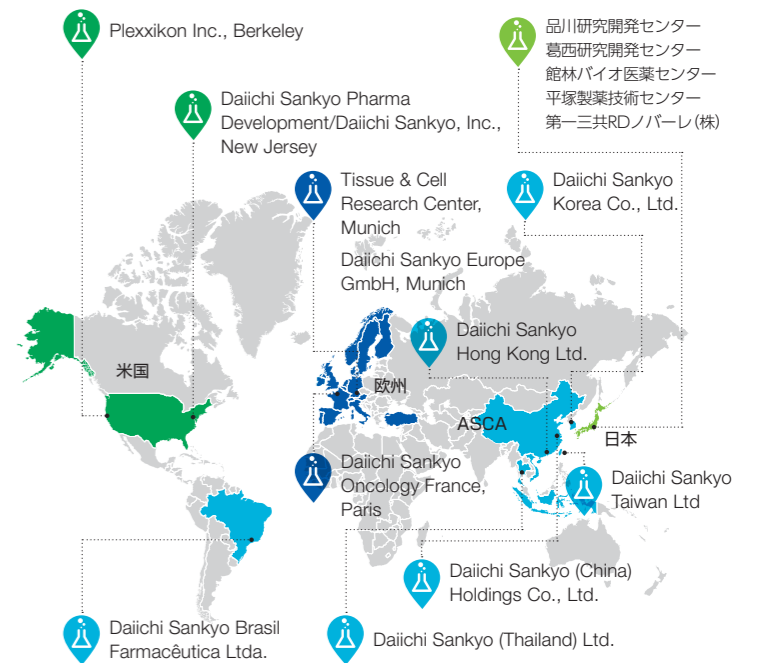 Plexxikon Inc., Berkeley
品川研究開発センター
葛西研究開発センター
館林バイオ医薬センター
平塚製薬技術センター
第一三共RDノバーレ(株)
Daiichi Sankyo Pharma
Development/Daiichi Sankyo, Inc.,
New Jersey
Tissue & Cell
Research Center,
Munich
Daiichi Sankyo Europe
GmbH, Munich
Daiichi Sankyo
Korea Co., Ltd.
Daiichi Sankyo
Hong Kong Ltd.
米国
欧州
ASCA
日本
Daiichi Sankyo
Oncology France,
Paris
Daiichi Sankyo
Taiwan Ltd
Daiichi Sankyo (China)
Holdings Co., Ltd.
Daiichi Sankyo Brasil
Farmacêutica Ltda.
Daiichi Sankyo (Thailand) Ltd.